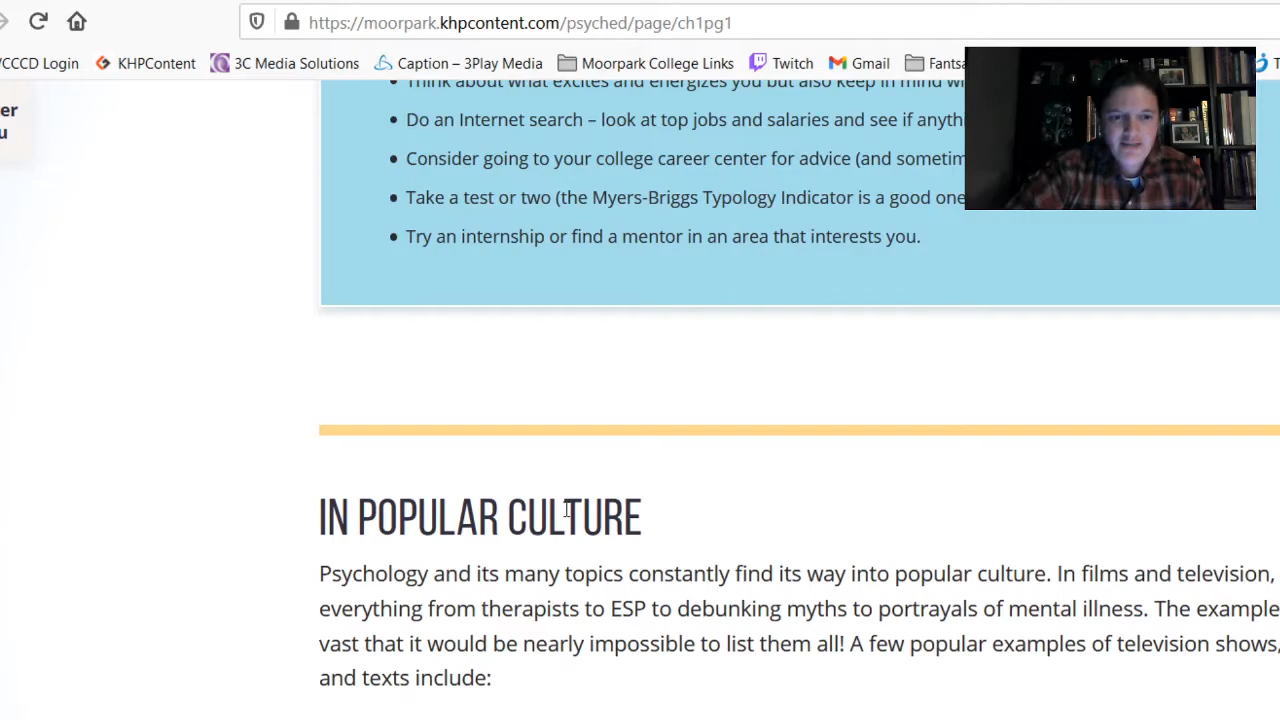 https://moorpark.khpcontent.com/psyched/page/ch1pg1
/CCCD Login KHPContent 3C Media Solutions Caption – 3Play Media Moorpark College Links Twitch Gmail Fantsa
er
u
Think about what excites and energizes you but also keep in mind wi
Do an Internet search – look at top jobs and salaries and see if anyth
Consider going to your college career center for advice (and sometim
Take a test or two (the Myers-Briggs Typology Indicator is a good one
Try an internship or find a mentor in an area that interests you.
IN POPULAR CULTURE
Psychology and its many topics constantly find its way into popular culture. In films and television,
everything from therapists to ESP to debunking myths to portrayals of mental illness. The example
vast that it would be nearly impossible to list them all! A few popular examples of television shows,
and texts include: